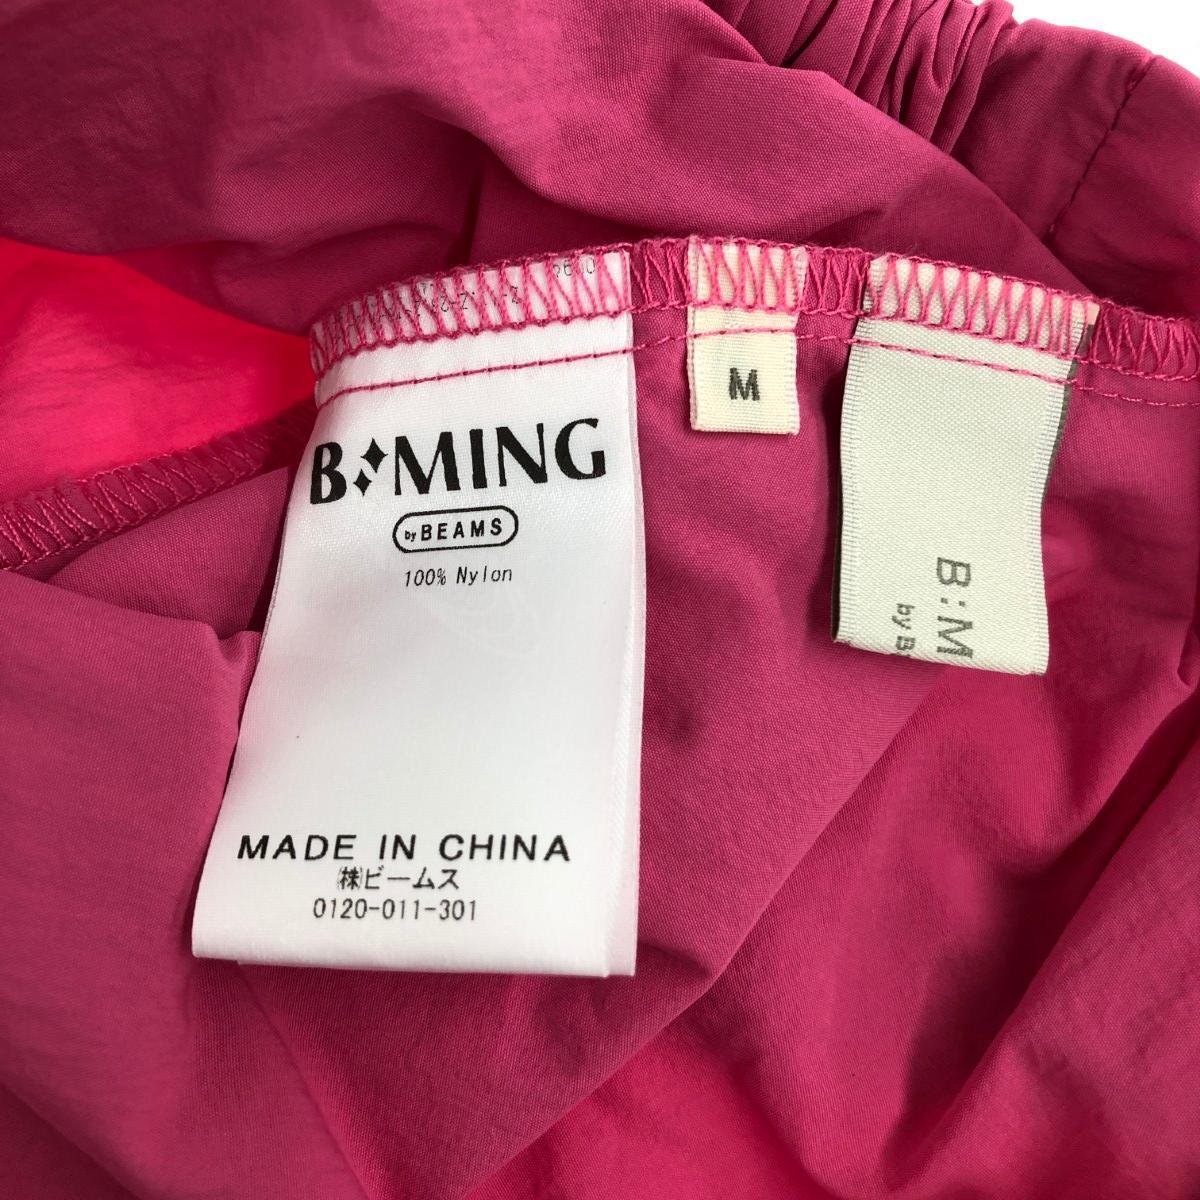 B:MING
by BEAMS
100% Nylon
MADE IN CHINA
㈱ビームス
0120-011-301
M
B:M
by B